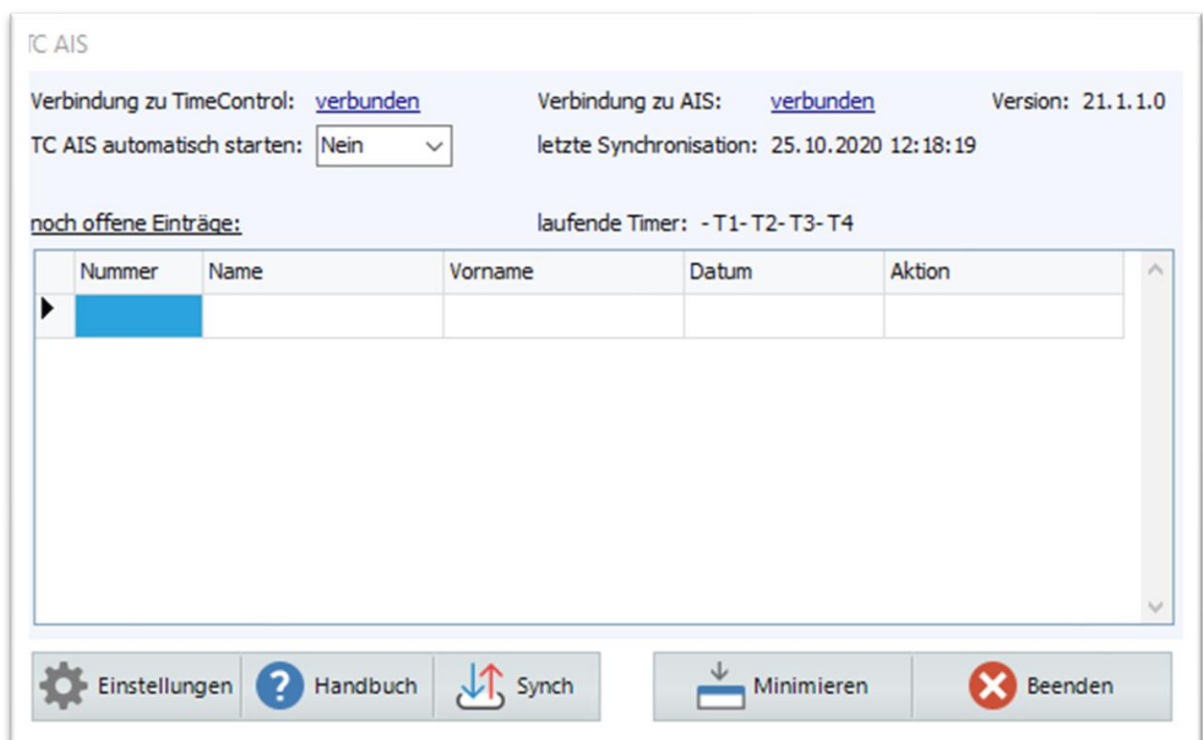 TC AIS
Verbindung zu TimeControl: verbunden Verbindung zu AIS: verbunden Version: 21.1.1.0
TC AIS automatisch starten: Nein letzte Synchronisation: 25.10.2020 12:18:19
noch offene Einträge: laufende Timer: - T1- T2- T3- T4
Nummer Name Vorname Datum Aktion
Einstellungen ? Handbuch Synch Minimieren Beenden